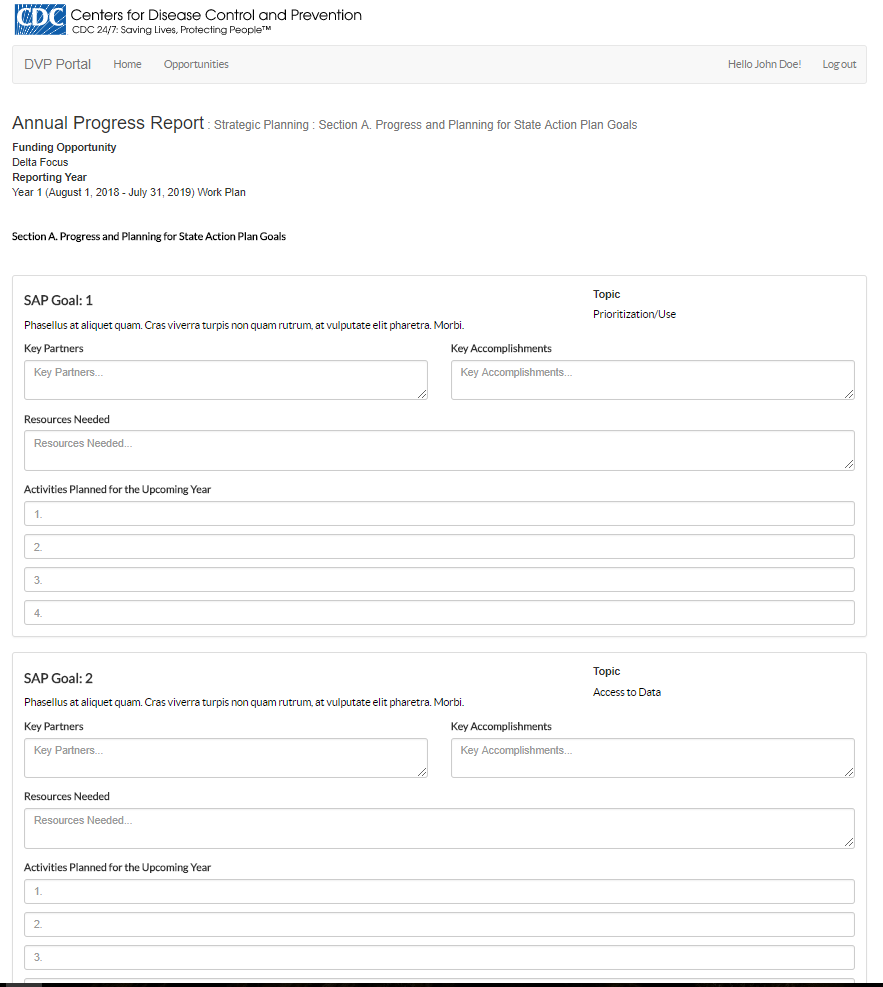 CDC Centers for Disease Control and Prevention
CDC 24/7: Saving Lives, Protecting People™
DVP Portal Home Opportunities Hello John Doe! Log out
Annual Progress Report : Strategic Planning : Section A. Progress and Planning for State Action Plan Goals
Funding Opportunity
Delta Focus
Reporting Year
Year 1 (August 1, 2018 - July 31, 2019) Work Plan
Section A. Progress and Planning for State Action Plan Goals
SAP Goal: 1
Topic
Prioritization/Use
Phasellus at aliquet quam. Cras viverra turpis non quam rutrum, at vulputate elit pharetra. Morbi.
Key Partners Key Accomplishments
Key Partners... Key Accomplishments...
Resources Needed
Resources Needed...
Activities Planned for the Upcoming Year
1.
2.
3.
4.
SAP Goal: 2
Topic
Access to Data
Phasellus at aliquet quam. Cras viverra turpis non quam rutrum, at vulputate elit pharetra. Morbi.
Key Partners Key Accomplishments
Key Partners... Key Accomplishments...
Resources Needed
Resources Needed...
Activities Planned for the Upcoming Year
1.
2.
3.